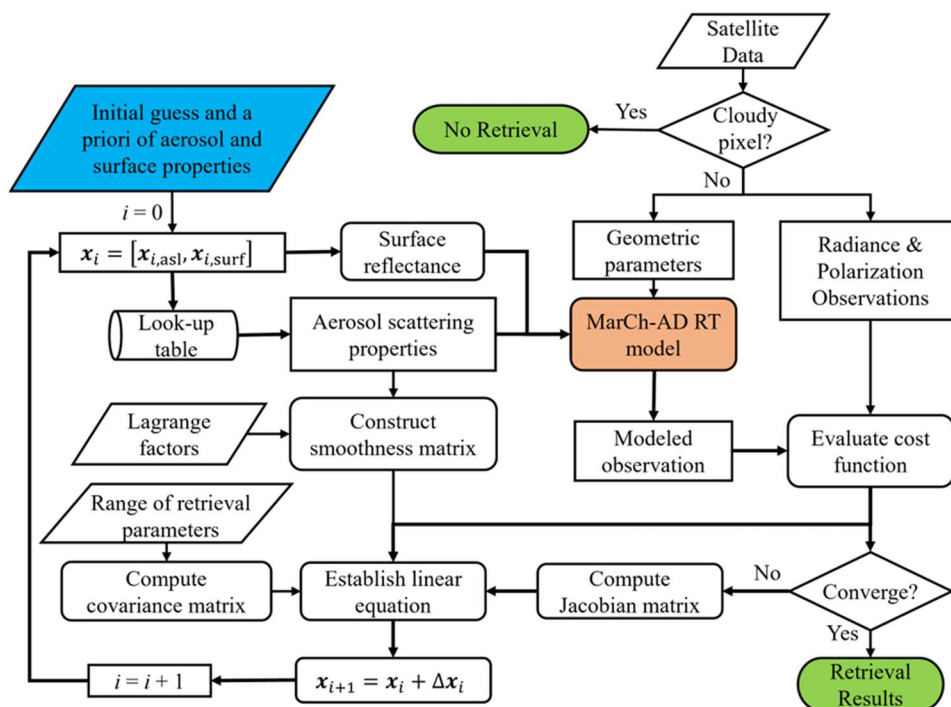 Satellite
Data
Initial guess and a
priori of aerosol and
surface properties
Yes
Cloudy
pixel?
No Retrieval
No
i = 0
x_i = [x_{i,asl}, x_{i,surf}]
Surface
reflectance
Geometric
parameters
Radiance &
Polarization
Observations
Look-up
table
Aerosol scattering
properties
MarCh-AD RT
model
Lagrange
factors
Construct
smoothness matrix
Modeled
observation
Evaluate cost
function
Range of retrieval
parameters
Compute
covariance matrix
Establish linear
equation
Compute
Jacobian matrix
No
Converge?
Yes
i = i + 1
x_{i+1} = x_i + Δx_i
Retrieval
Results